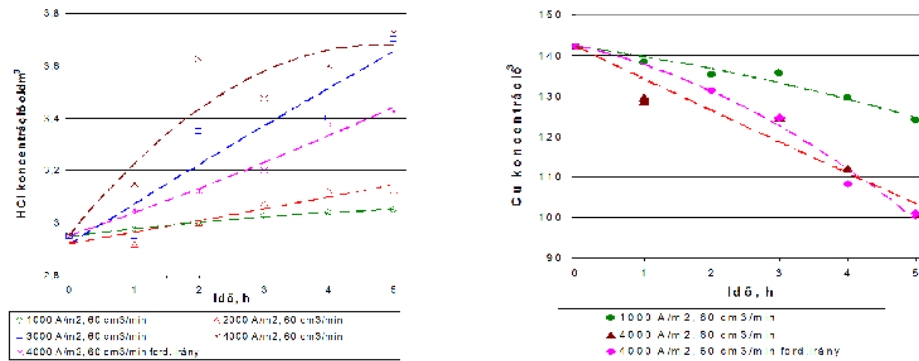 3.8
3.6
3.4
3.2
3
2.8
0 1 2 3 4 5
Idő, h
1000 A/m2, 60 cm3/min
2000 A/m2, 60 cm3/min
3000 A/m2, 60 cm3/min
4000 A/m2, 60 cm3/min
4000 A/m2, 60 cm3/min ford. irány
HCl
150
140
130
120
110
100
90
0 1 2 3 4 5
Idő, h
Cu koncentráció
1000 A/m2, 60 cm3/min
4000 A/m2, 60 cm3/min
4000 A/m2, 60 cm3/min ford. irány